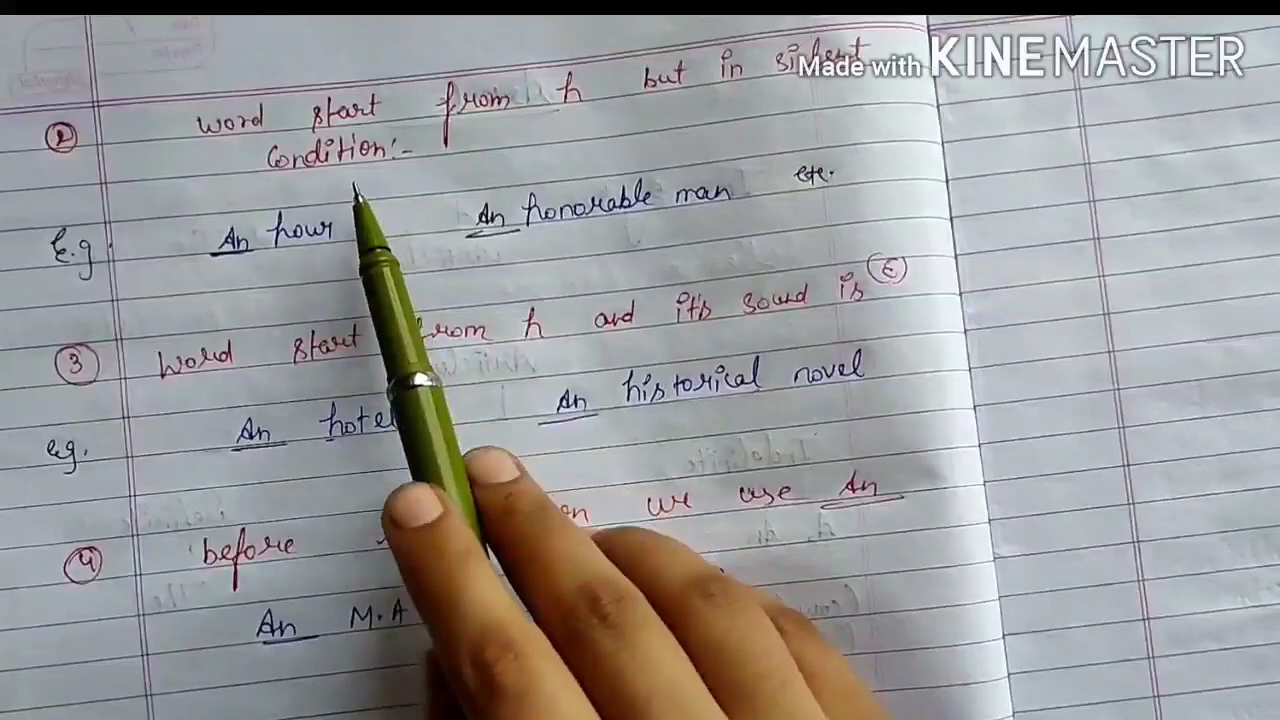 Made with KINEMASTER
② word start from h but in silent
Condition:-
E.g. An hour An honorable man etc.
③ Word start from h and it's sound is
eg. An hotel An historical novel
we use An
④ before
An M.A